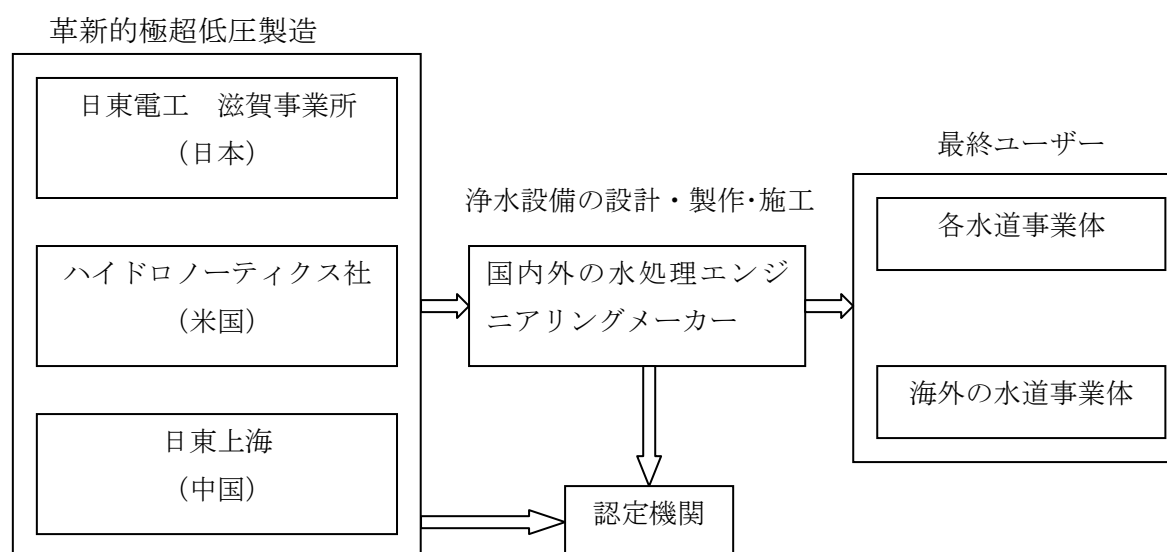 革新的極超低圧製造
日東電工　滋賀事業所
（日本）
ハイドロノーティクス社
（米国）
日東上海
（中国）
浄水設備の設計・製作･施工
国内外の水処理エンジ
ニアリングメーカー
認定機関
最終ユーザー
各水道事業体
海外の水道事業体